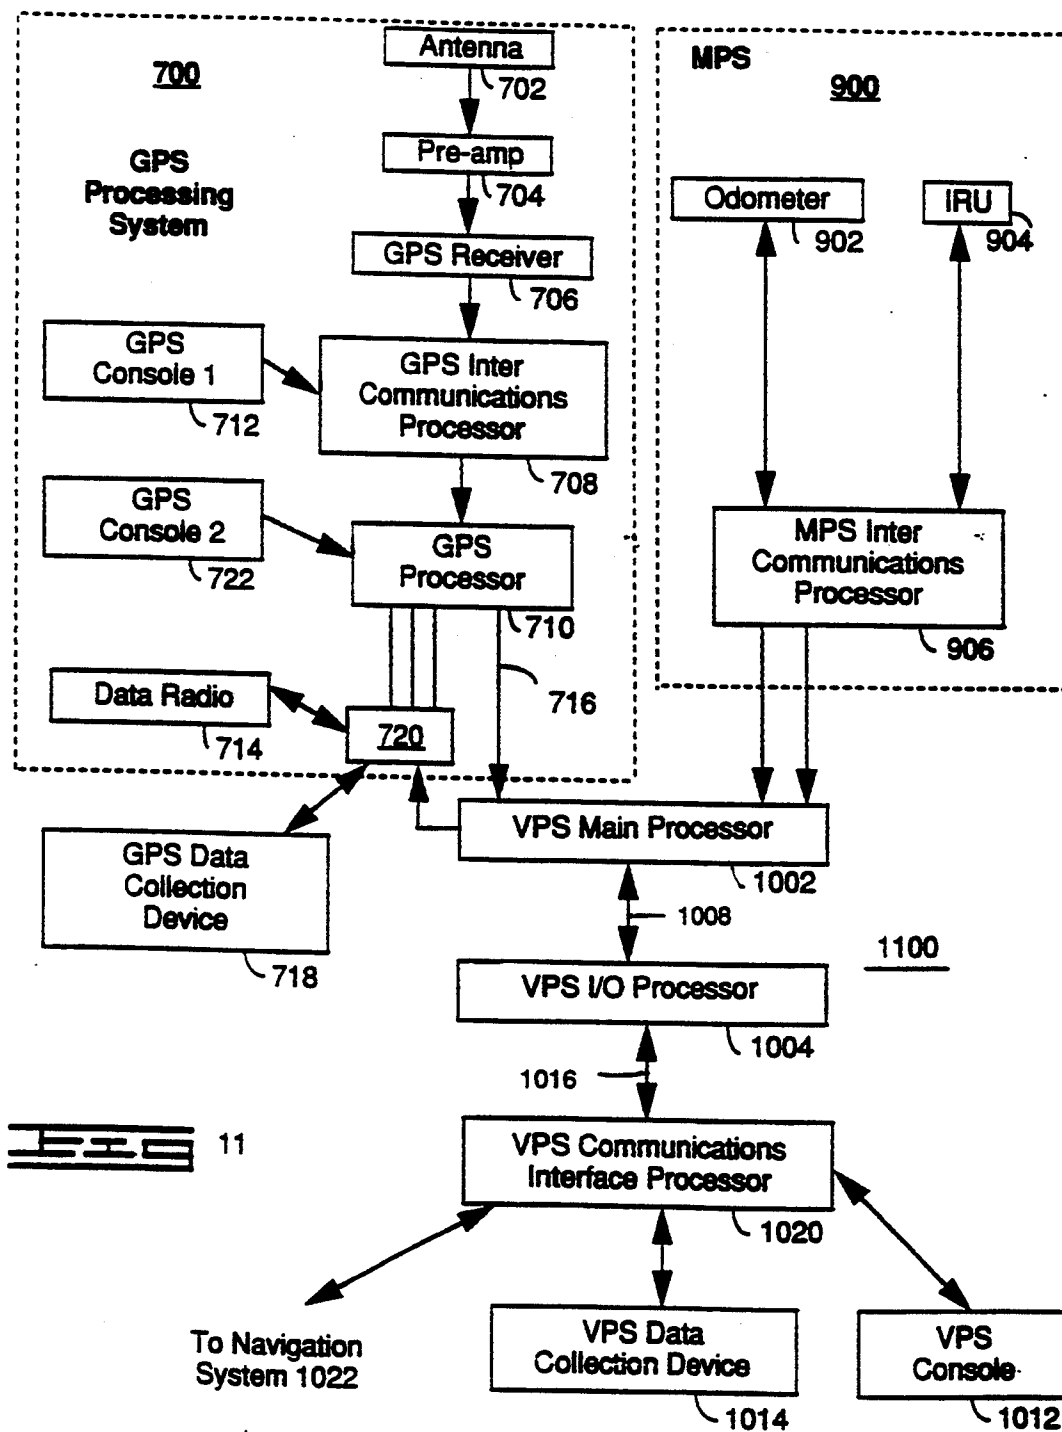 Antenna
702
700
MPS
900
GPS
Processing
System
Pre-amp
704
Odometer
902
IRU
904
GPS Receiver
706
GPS
Console 1
712
GPS Inter
Communications
Processor
708
GPS
Console 2
722
GPS
Processor
710
MPS Inter
Communications
Processor
906
Data Radio
714
720
716
VPS Main Processor
1002
GPS Data
Collection
Device
718
1008
1100
VPS I/O Processor
1004
1016
FIG 11
VPS Communications
Interface Processor
1020
To Navigation
System 1022
VPS Data
Collection Device
1014
VPS
Console
1012